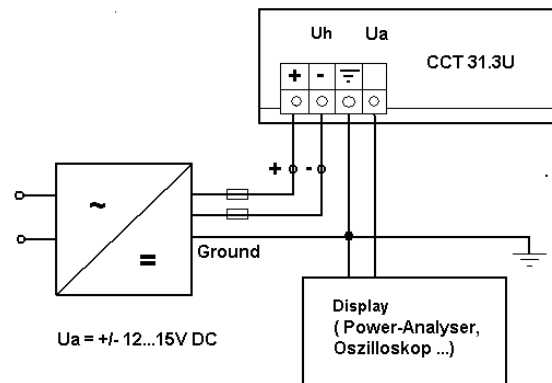 Uh Ua
CCT 31.3U
+ -
+ -
~
=
Ground
Display
( Power-Analyser,
Oszilloskop ...)
Ua = +/- 12...15V DC